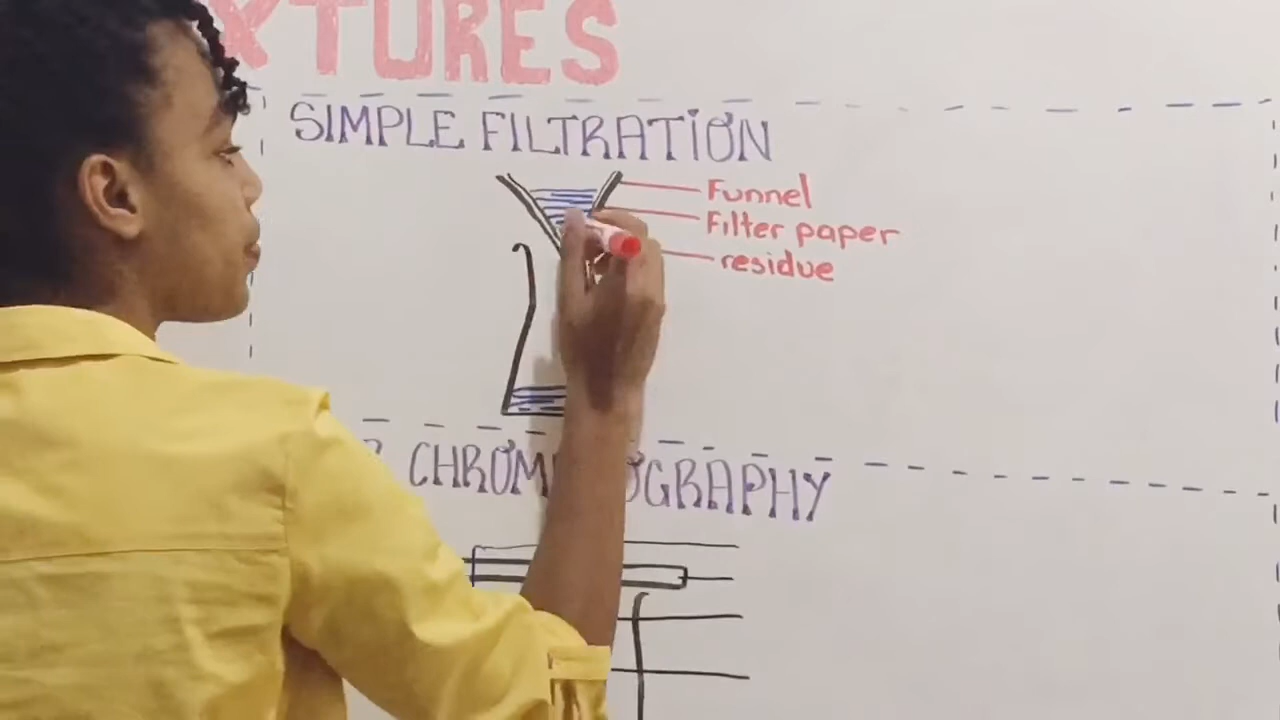 XTURES
SIMPLE FILTRATION
Funnel
Filter paper
residue